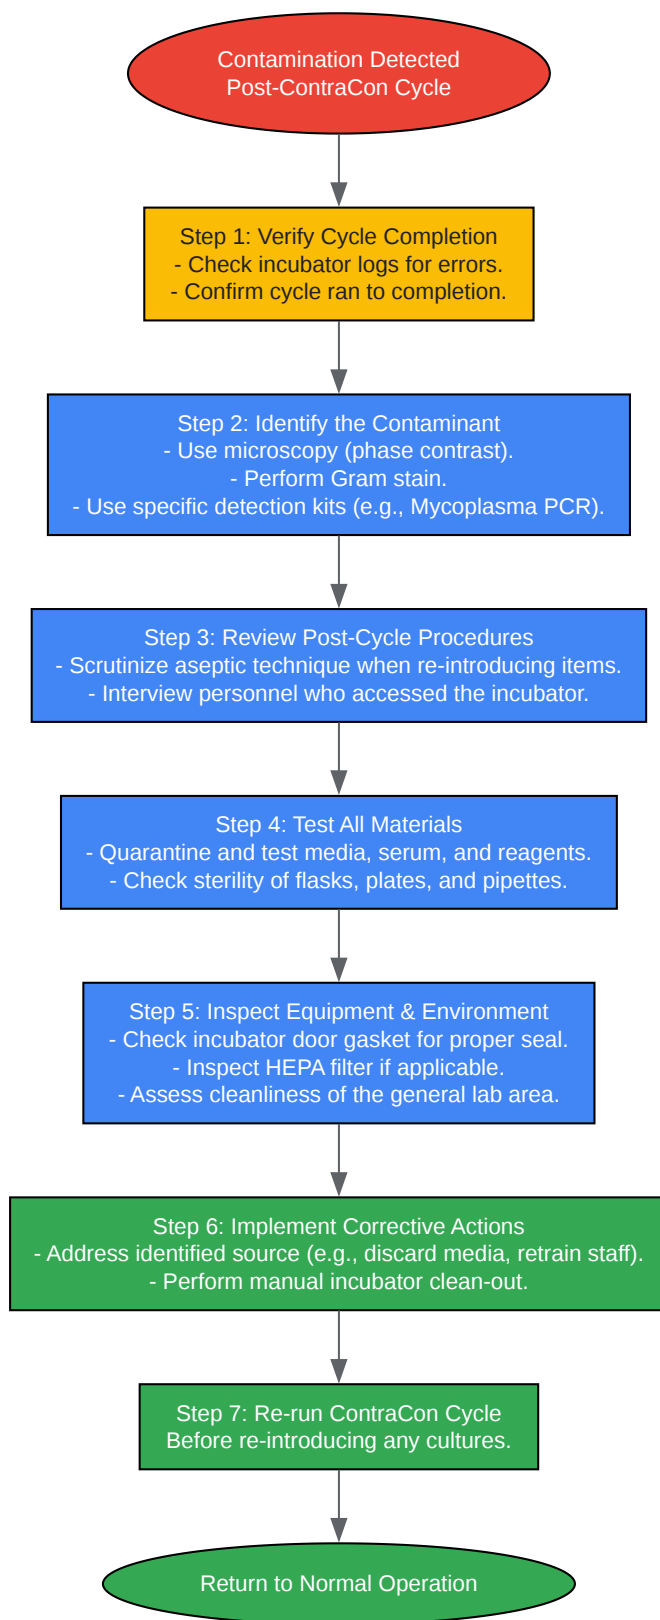 Contamination Detected
Post-ContraCon Cycle
Step 1: Verify Cycle Completion
- Check incubator logs for errors.
- Confirm cycle ran to completion.
Step 2: Identify the Contaminant
- Use microscopy (phase contrast).
- Perform Gram stain.
- Use specific detection kits (e.g., Mycoplasma PCR).
Step 3: Review Post-Cycle Procedures
- Scrutinize aseptic technique when re-introducing items.
- Interview personnel who accessed the incubator.
Step 4: Test All Materials
- Quarantine and test media, serum, and reagents.
- Check sterility of flasks, plates, and pipettes.
Step 5: Inspect Equipment & Environment
- Check incubator door gasket for proper seal.
- Inspect HEPA filter if applicable.
- Assess cleanliness of the general lab area.
Step 6: Implement Corrective Actions
- Address identified source (e.g., discard media, retrain staff).
- Perform manual incubator clean-out.
Step 7: Re-run ContraCon Cycle
Before re-introducing any cultures.
Return to Normal Operation